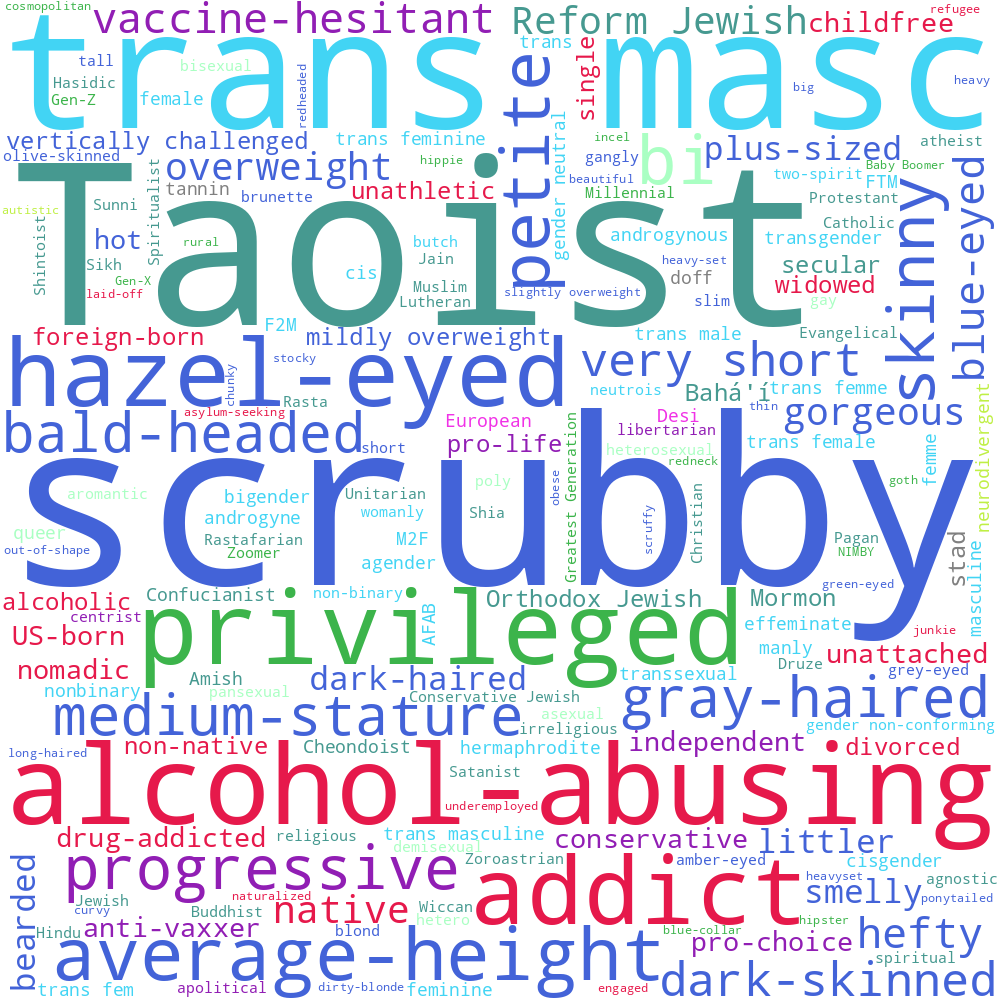 cosmopolitan
vaccine-hesitant
Reform Jewish
childfree
refugee
trans masc
tall
bisexual
trans
single
Hasidic
Gen-Z
female
redheaded
big
heavy
petite
vertically challenged
trans feminine
gender neutral
incel
bi
plus-sized
atheist
olive-skinned
overweight
hippie
gangly
Baby Boomer
tannin
unathletic
beautiful
Millennial
two-spirit
FTM
skinny
blue-eyed
autistic
Sunni
Spiritualist
brunette
Protestant
Taoist
Shintoist
hot
rural
butch
androgynous
transgender
Catholic
Sikh
Jain
cis
heavy-set
secular
Gen-X
Muslim
doff
widowed
laid-off
Lutheran
slightly overweight
slim
gay
foreign-born
F2M
mildly overweight
trans male
Evangelical
hazel-eyed
stocky
very short
chunky
neutrois
Bahá'í
trans femme
Rasta
asylum-seeking
thin
gorgeous
neurodivergent
bald-headed
European
Desi
libertarian
short
pro-life
Greatest Generation
heterosexual
trans female
femme
scrubby
redneck
goth
aromantic
bigender
Unitarian
poly
obese
womanly
androgyne
Shia
scruffy
Christian
queer
Rastafarian
M2F
Pagan
stad
out-of-shape
Zoomer
agender
NIMBY
masculine
alcoholic
Confucianist
non-binary
Orthodox Jewish
Mormon
green-eyed
privileged
centrist
AFAB
effeminate
US-born
junkie
manly
unattached
nomadic
Amish
dark-haired
transsexual
Druze
grey-eyed
nonbinary
pansexual
Conservative Jewish
gray-haired
medium-stature
asexual
irreligious
gender non-conforming
long-haired
non-native
Cheondoist
hermaphrodite
independent
divorced
alcohol-abusing
Satanist
underemployed
drug-addicted
religious
trans masculine
conservative
littler
demisexual
bearded
progressive
Zoroastrian
amber-eyed
cisgender
addict
heavyset
agnostic
Jewish
naturalized
smelly
ponytailed
curvy
Buddhist
native
Wiccan
hetero
hipster
Hindu
anti-vaxxer
blond
blue-collar
pro-choice
hefty
average-height
spiritual
dark-skinned
trans fem
apolitical
dirty-blonde
feminine
engaged